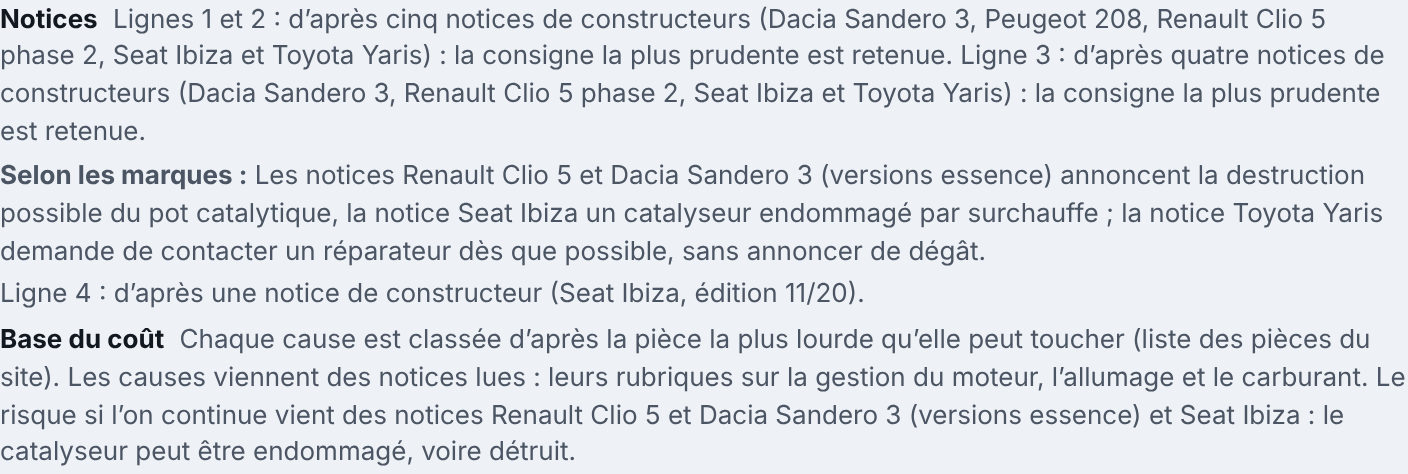 Notices Lignes 1 et 2 : d’après cinq notices de constructeurs (Dacia Sandero 3, Peugeot 208, Renault Clio 5
phase 2, Seat Ibiza et Toyota Yaris) : la consigne la plus prudente est retenue. Ligne 3 : d’après quatre notices de
constructeurs (Dacia Sandero 3, Renault Clio 5 phase 2, Seat Ibiza et Toyota Yaris) : la consigne la plus prudente
est retenue.
Selon les marques : Les notices Renault Clio 5 et Dacia Sandero 3 (versions essence) annoncent la destruction
possible du pot catalytique, la notice Seat Ibiza un catalyseur endommagé par surchauffe ; la notice Toyota Yaris
demande de contacter un réparateur dès que possible, sans annoncer de dégât.
Ligne 4 : d’après une notice de constructeur (Seat Ibiza, édition 11/20).
Base du coût Chaque cause est classée d’après la pièce la plus lourde qu’elle peut toucher (liste des pièces du
site). Les causes viennent des notices lues : leurs rubriques sur la gestion du moteur, l’allumage et le carburant. Le
risque si l’on continue vient des notices Renault Clio 5 et Dacia Sandero 3 (versions essence) et Seat Ibiza : le
catalyseur peut être endommagé, voire détruit.